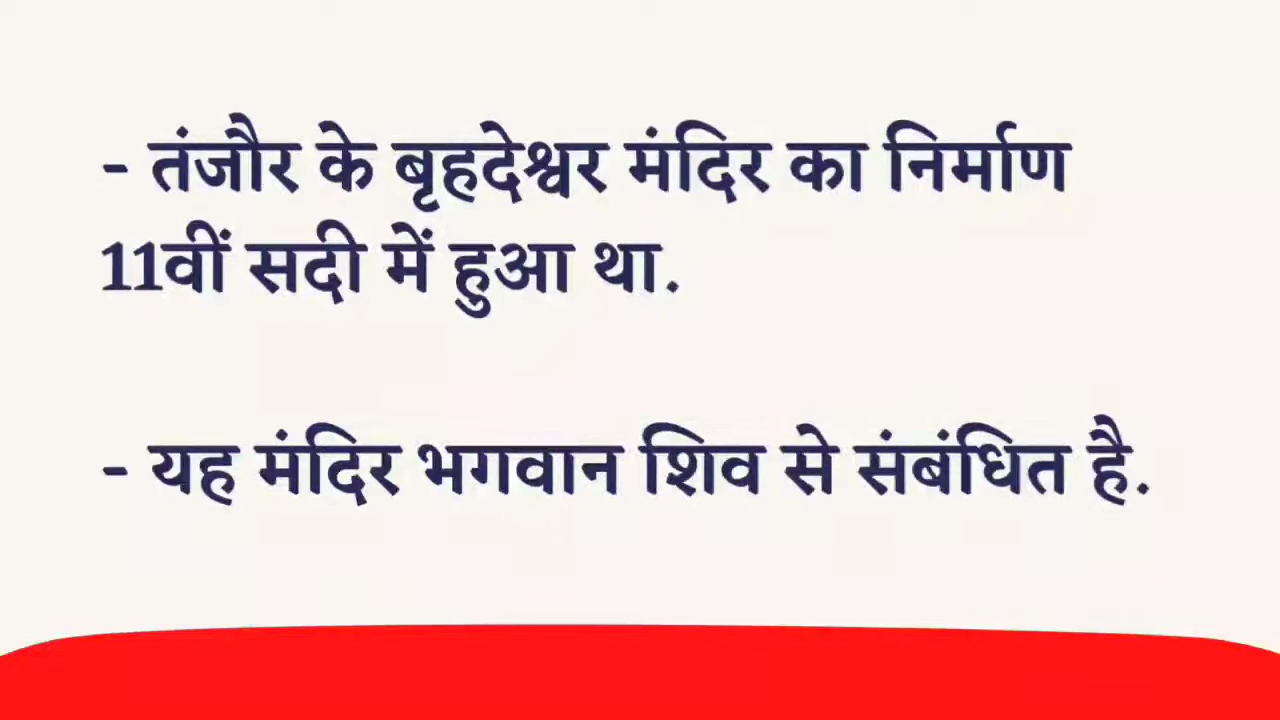 - तंजौर के बृहदेश्वर मंदिर का निर्माण
11वीं सदी में हुआ था.
- यह मंदिर भगवान शिव से संबंधित है.